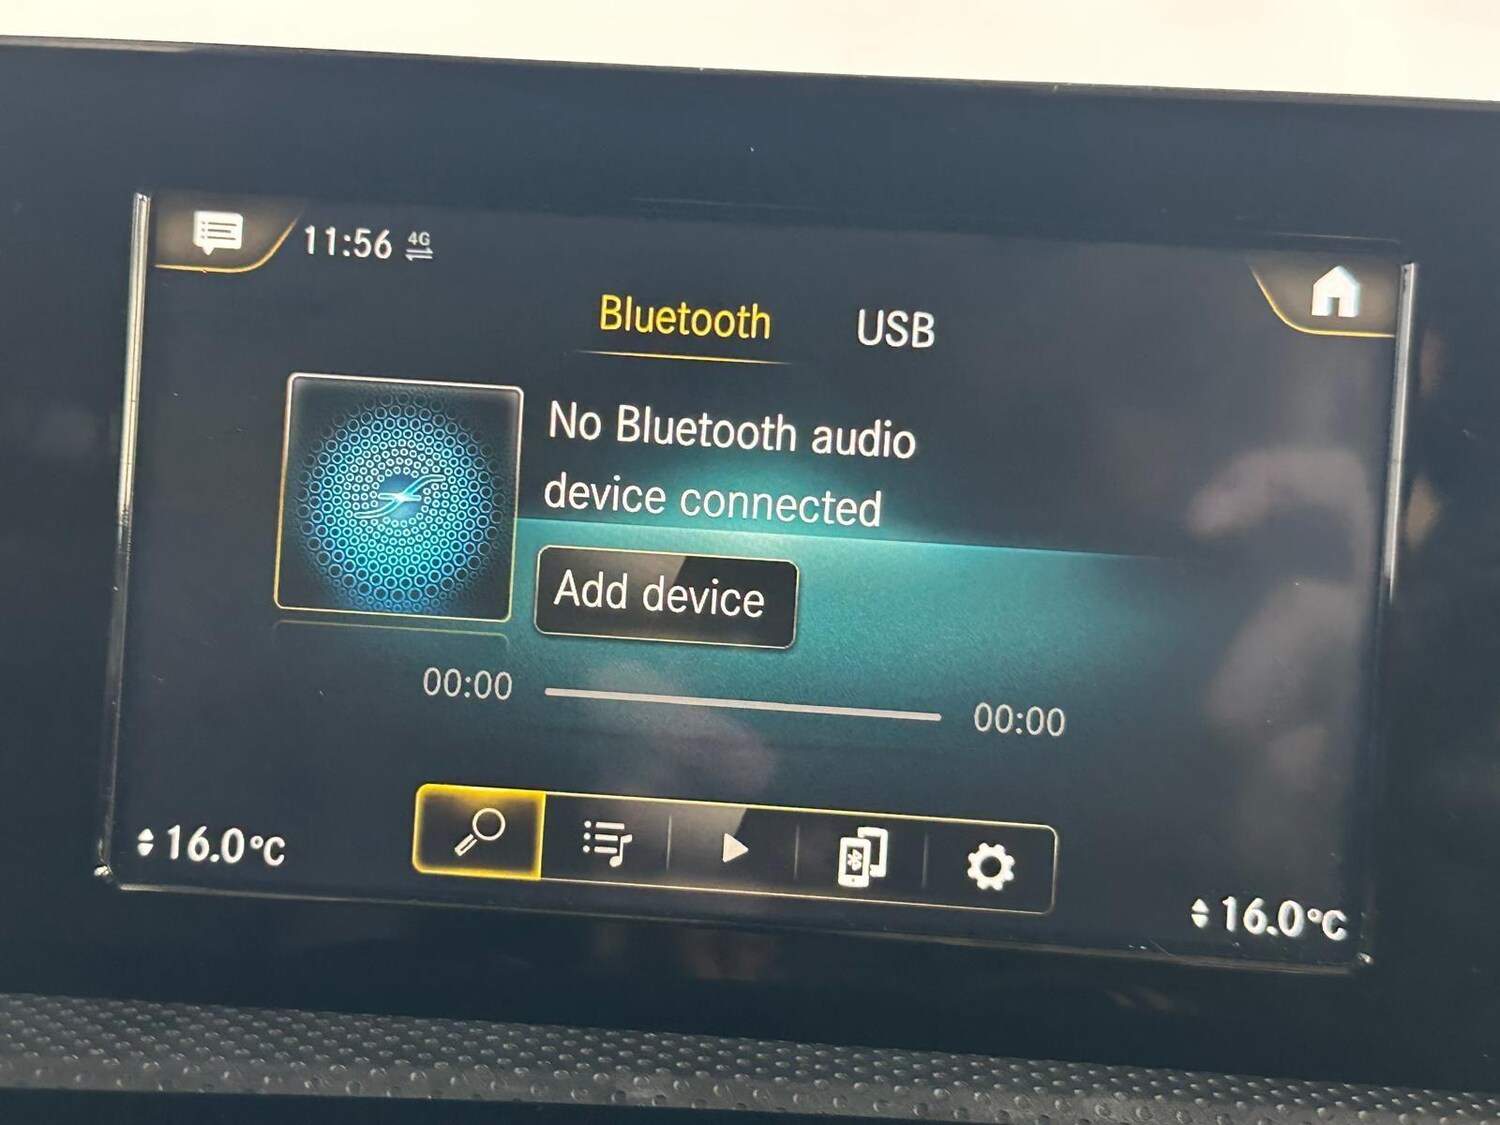 11:56 4G
Bluetooth USB
No Bluetooth audio
device connected
Add device
00:00 00:00
16.0°C
16.0°C